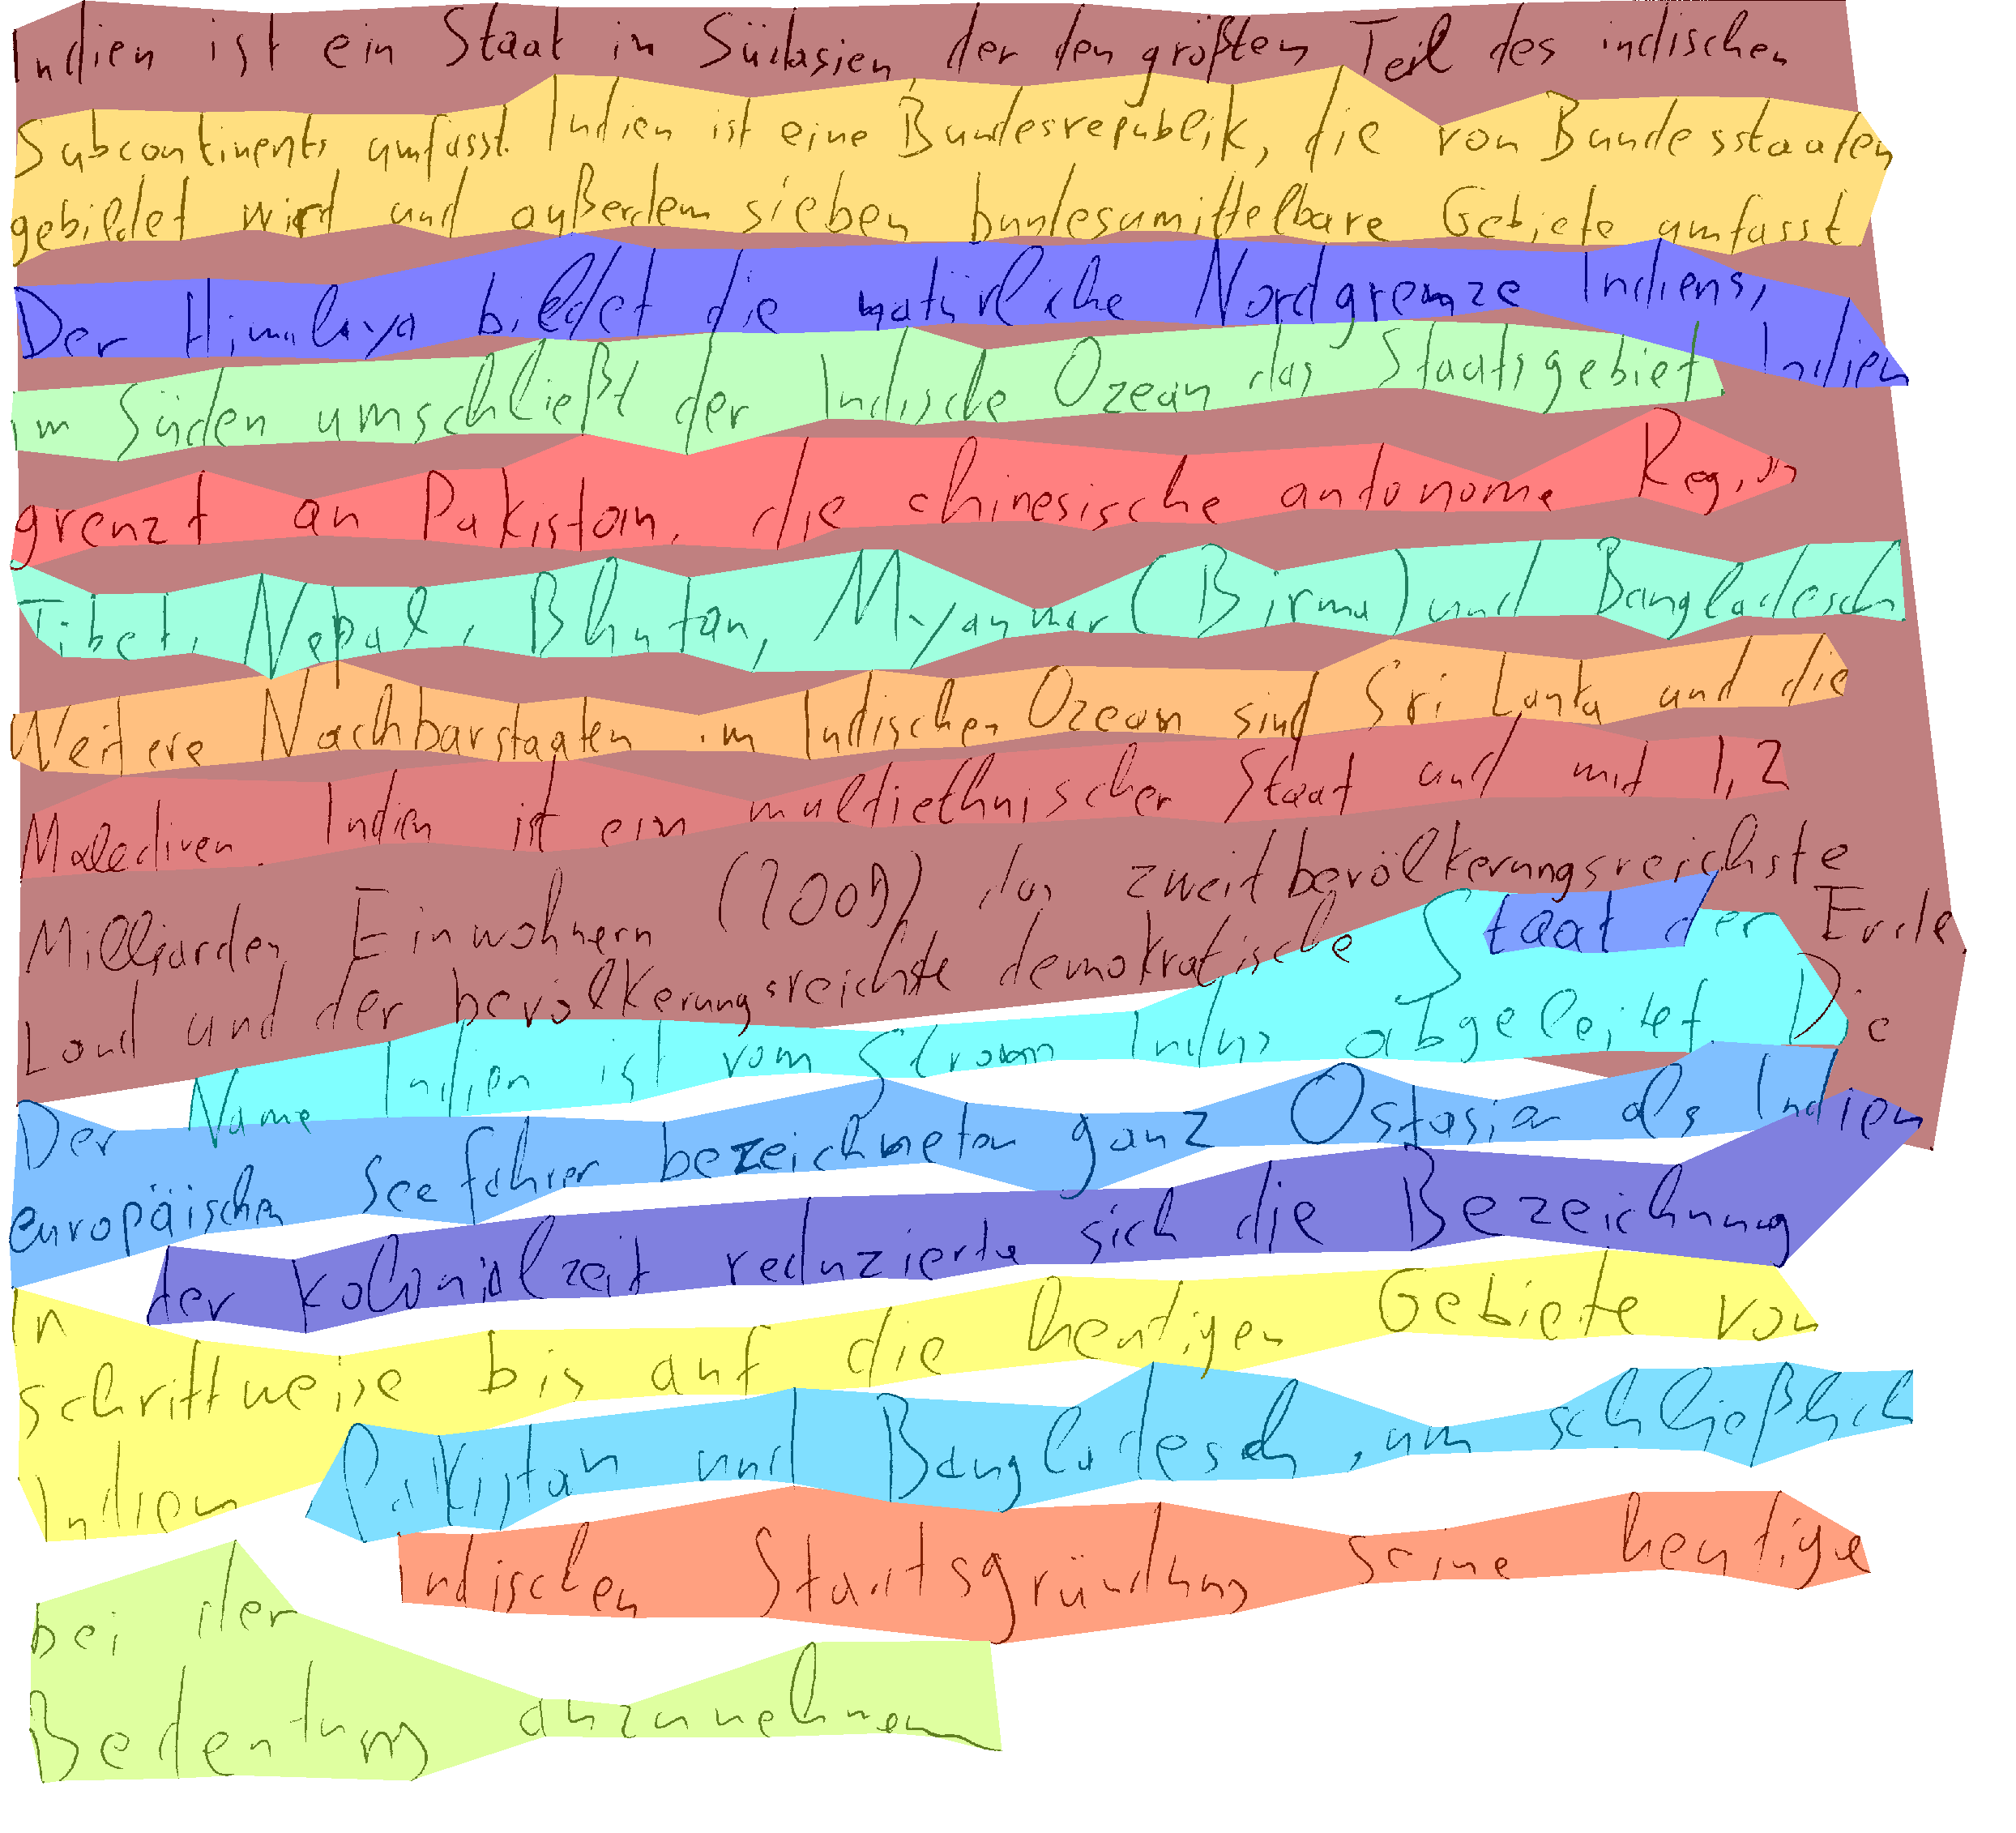 Indien ist ein Staat in Südasien, der den größten Teil des indischen
Subcontinents umfasst. Indien ist eine Bundesrepublik, die von Bundesstaaten
gebildet wird und außerdem sieben bundesumittelbare Gebiete umfasst
Der Himalaya bildet die natürliche Nordgrenze Indiens,
im Süden umschließt der Indische Ozean das Staatsgebiet Indien
grenzt an Pakistan, die chinesische autonome Region
Tibet, Nepal, Bhutan, Myanmar (Birma) und Bangladesch
Weitere Nachbarstaaten im Indischen Ozean sind Sri Lanka und die
Malediven. Indien ist ein multiethnischer Staat und mit 1,2
Milliarden Einwohnern (2009) das zweitbevölkerungsreichste
Land und der bevölkerungsreichste demokratische Staat der Erde
Der Name Indien ist vom Strom Indus abgeleitet. Die
europäischen Seefahrer bezeichneten ganz Ostasien als Indien
In der Kolonialzeit reduzierte sich die Bezeichnung
schrittweise bis auf die heutigen Gebiete von
Indien Pakistan und Bangladesch, um schließlich
bei der indischen Staatsgründung seine heutige
Bedeutung anzunehmen